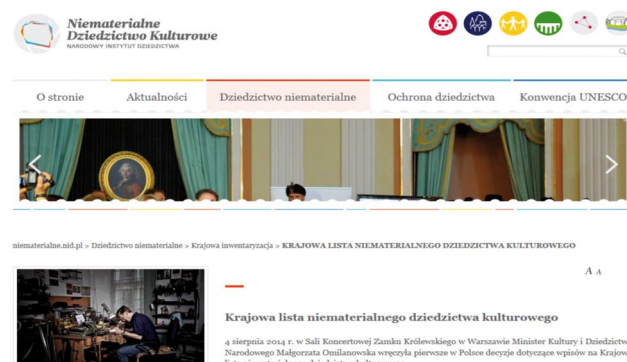 Niematerialne
Dziedzictwo Kulturowe
NARODOWY INSTYTUT DZIEDZICTWA
O stronie Aktualności Dziedzictwo niematerialne Ochrona dziedzictwa Konwencja UNESCO
niematerialne.nid.pl > Dziedzictwo niematerialne > Krajowa inwentaryzacja > KRAJOWA LISTA NIEMATERIALNEGO DZIEDZICTWA KULTUROWEGO
A A
Krajowa lista niematerialnego dziedzictwa kulturowego
4 sierpnia 2014 r. w Sali Koncertowej Zamku Królewskiego w Warszawie Minister Kultury i Dziedzictw
Narodowego Małgorzata Omilanowska wręczyła pierwsze w Polsce decyzje dotyczące wpisów na Krajow